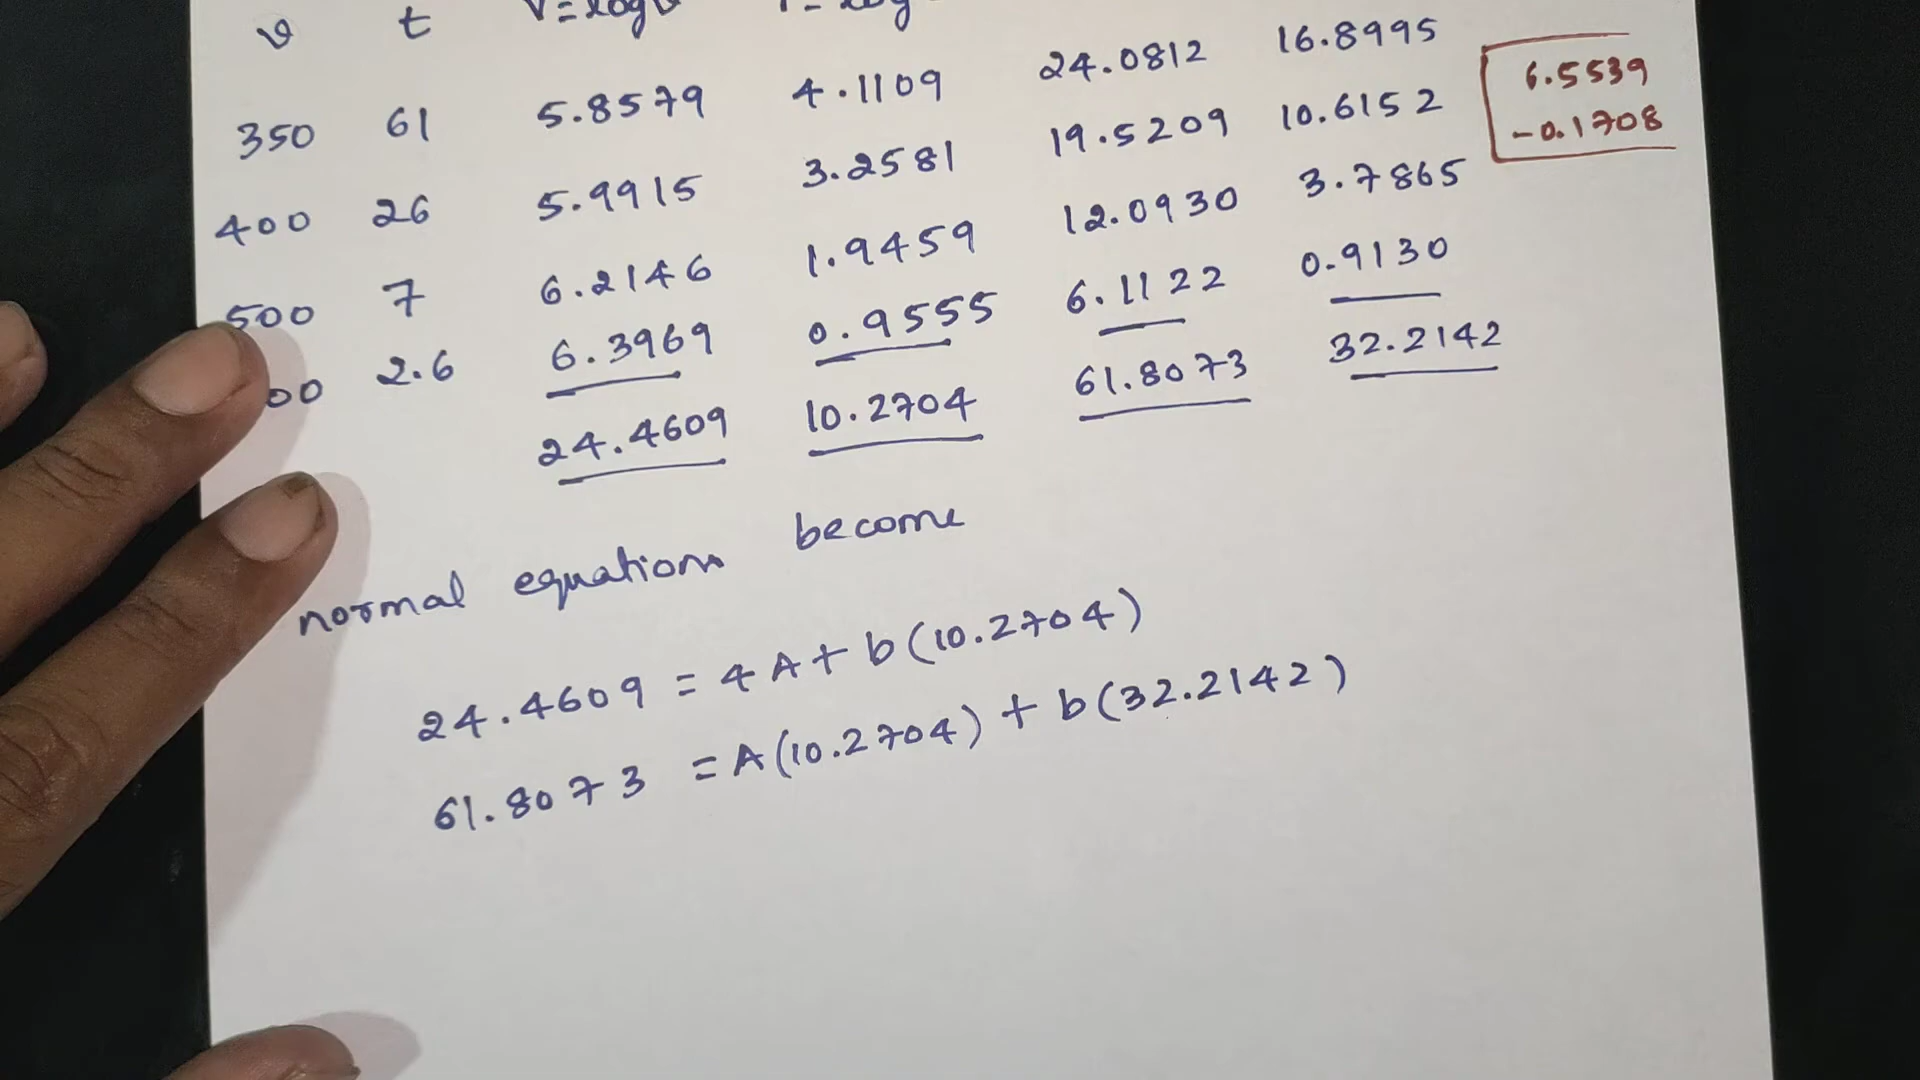 v t V=logv
350 61 5.8579 4.1109 24.0812 16.8995
400 26 5.9915 3.2581 19.5209 10.6152
500 7 6.2146 1.9459 12.0930 3.7865
00 2.6 6.3969 0.9555 6.1122 0.9130
24.4609 10.2704 61.8073 32.2142
6.5539
-0.1708
normal equations become
24.4609 = 4A + b(10.2704)
61.8073 = A(10.2704) + b(32.2142)